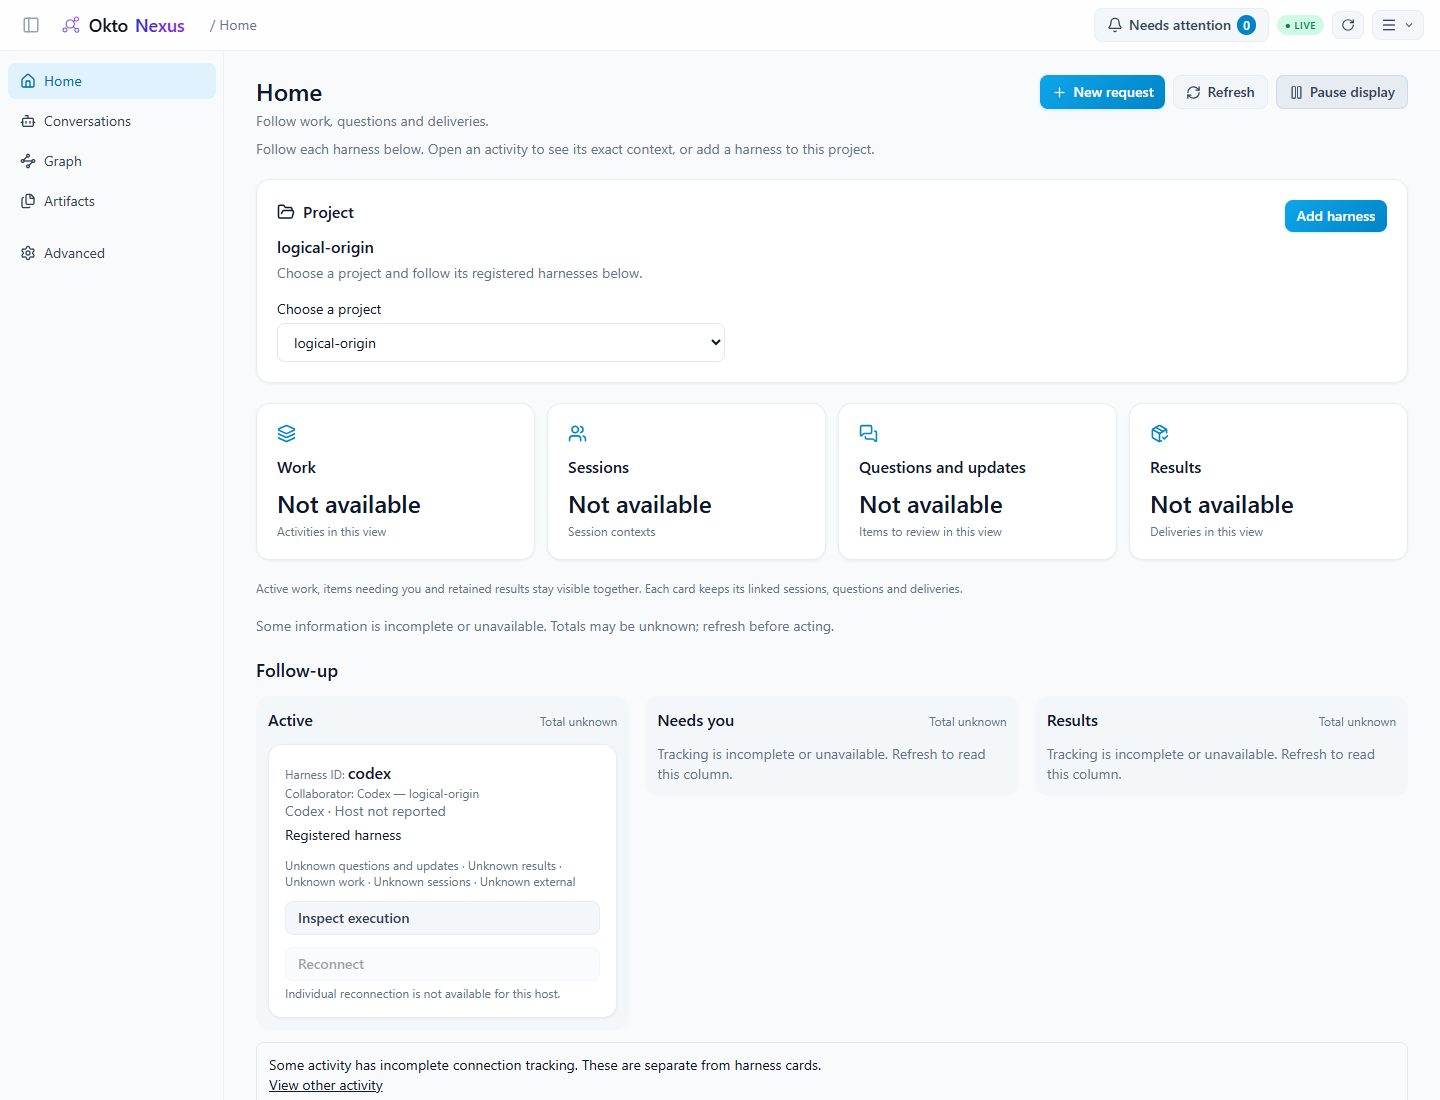 Okto Nexus
/ Home
Needs attention 0
LIVE
Home
Conversations
Graph
Artifacts
Advanced
Home
New request
Refresh
Pause display
Follow work, questions and deliveries.
Follow each harness below. Open an activity to see its exact context, or add a harness to this project.
Project
Add harness
logical-origin
Choose a project and follow its registered harnesses below.
Choose a project
logical-origin
Work
Not available
Activities in this view
Sessions
Not available
Session contexts
Questions and updates
Not available
Items to review in this view
Results
Not available
Deliveries in this view
Active work, items needing you and retained results stay visible together. Each card keeps its linked sessions, questions and deliveries.
Some information is incomplete or unavailable. Totals may be unknown; refresh before acting.
Follow-up
Active
Total unknown
Harness ID: codex
Collaborator: Codex — logical-origin
Codex · Host not reported
Registered harness
Unknown questions and updates · Unknown results ·
Unknown work · Unknown sessions · Unknown external
Inspect execution
Reconnect
Individual reconnection is not available for this host.
Needs you
Total unknown
Tracking is incomplete or unavailable. Refresh to read
this column.
Results
Total unknown
Tracking is incomplete or unavailable. Refresh to read
this column.
Some activity has incomplete connection tracking. These are separate from harness cards.
View other activity